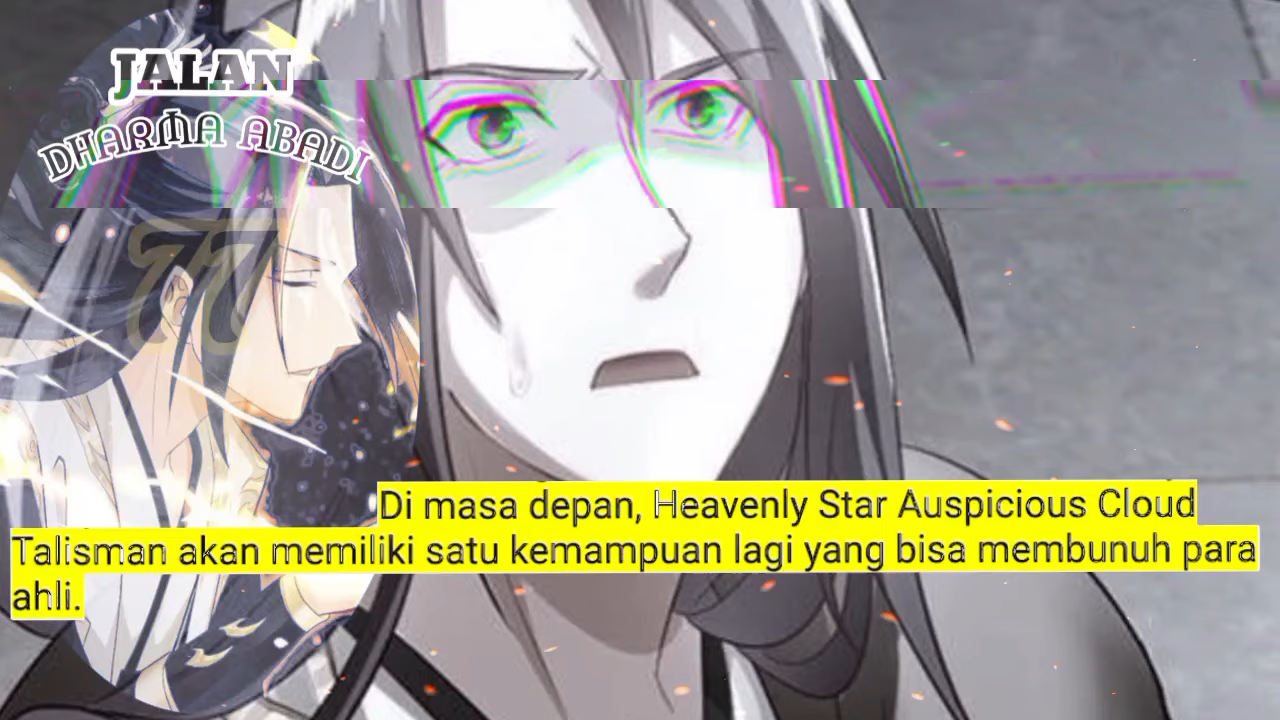 JALAN
DHARMA ABADI
Di masa depan, Heavenly Star Auspicious Cloud
Talisman akan memiliki satu kemampuan lagi yang bisa membunuh para
ahli.